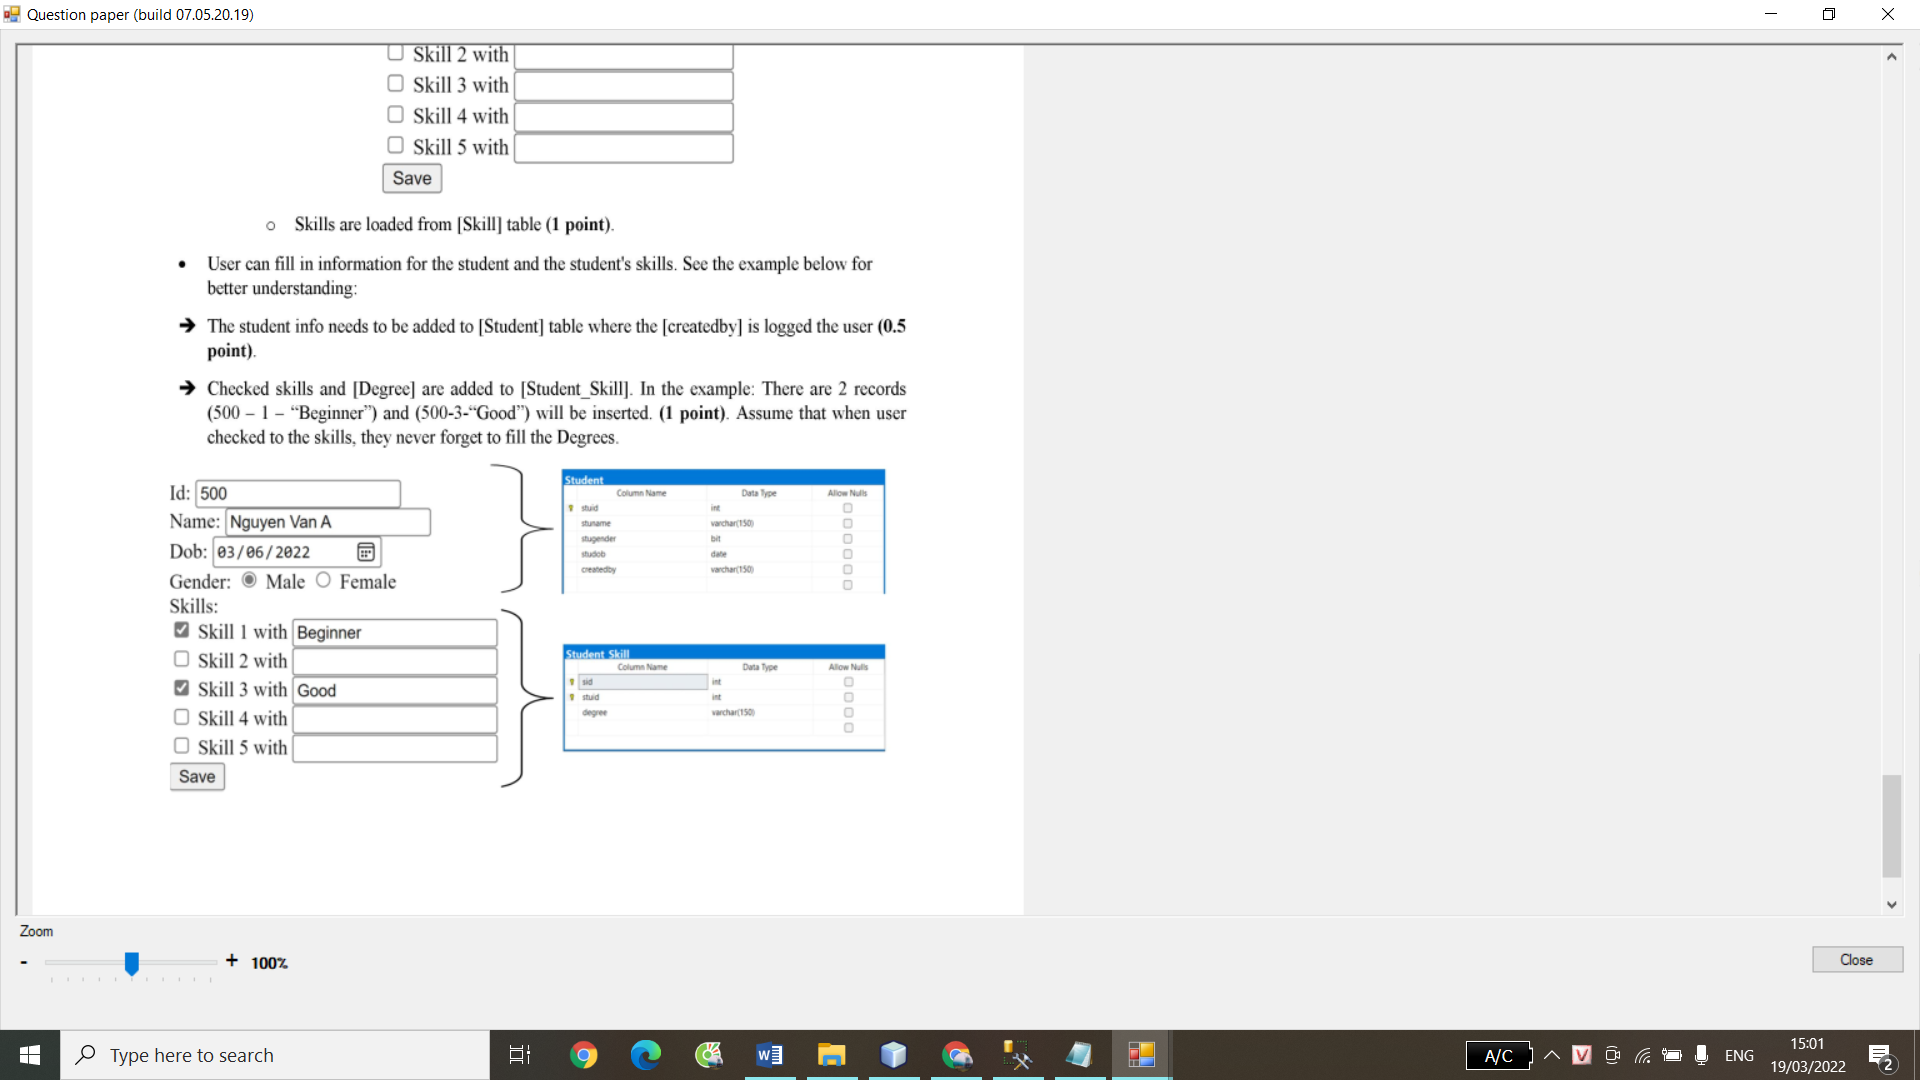 Question paper (build 07.05.20.19)
Skill 2 with
Skill 3 with
Skill 4 with
Skill 5 with
Save
o Skills are loaded from [Skill] table (1 point).
• User can fill in information for the student and the student's skills. See the example below for
better understanding:
➔ The student info needs to be added to [Student] table where the [createdby] is logged the user (0.5
point).
➔ Checked skills and [Degree] are added to [Student_Skill]. In the example: There are 2 records
(500 – 1 – “Beginner”) and (500-3-“Good”) will be inserted. (1 point). Assume that when user
checked to the skills, they never forget to fill the Degrees.
Id: 500
Name: Nguyen Van A
Dob: 03/06/2022
Gender: Male Female
Skills:
Skill 1 with Beginner
Skill 2 with
Skill 3 with Good
Skill 4 with
Skill 5 with
Save
Student
Column Name Data Type Allow Nulls
stuid int
stuname varchar(150)
stugender bit
studob date
createdby varchar(150)
Student Skill
Column Name Data Type Allow Nulls
sid int
stuid int
degree varchar(150)
Zoom
- + 100%
Close
Type here to search
A/C
ENG
15:01
19/03/2022
2